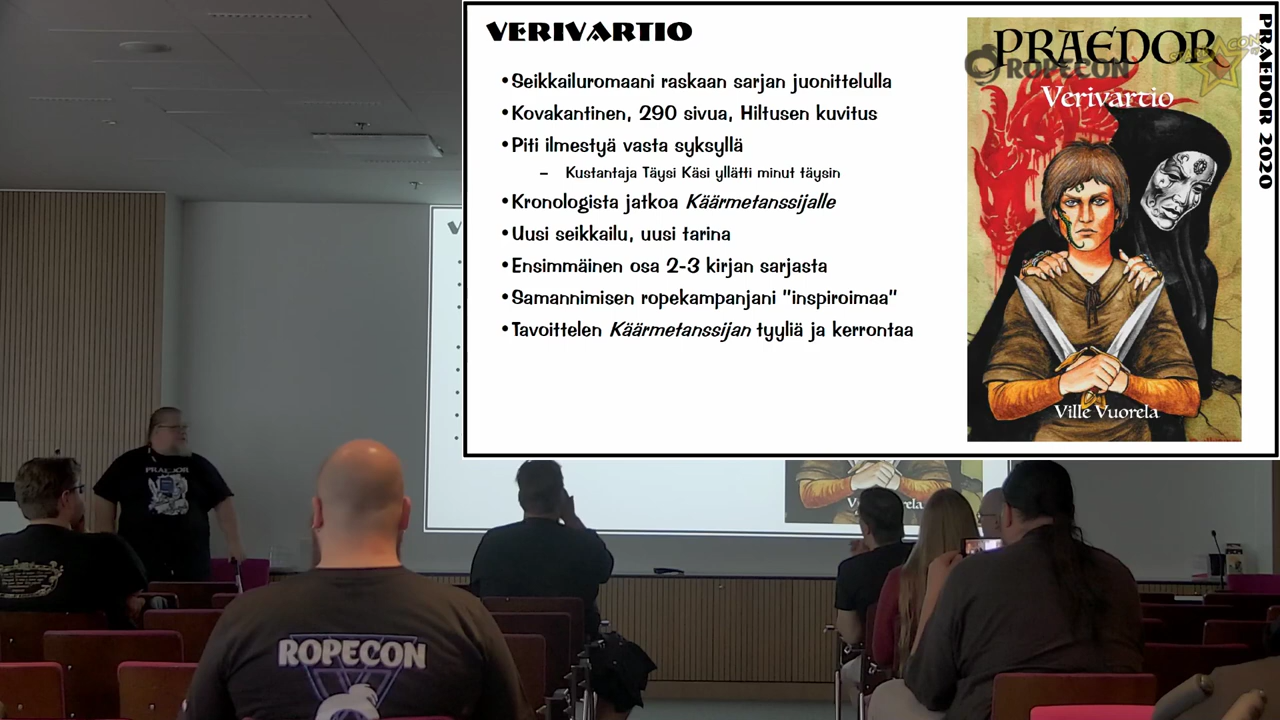 VERIVARTIO
• Seikkailuromaani raskaan sarjan juonittelulla
• Kovakantinen, 290 sivua, Hiltusen kuvitus
• Piti ilmestyä vasta syksyllä
– Kustantaja Täysi Käsi yllätti minut täysin
• Kronologista jatkoa Käärmetanssijalle
• Uusi seikkailu, uusi tarina
• Ensimmäinen osa 2-3 kirjan sarjasta
• Samannimisen ropekampanjani "inspiroimaa"
• Tavoittelen Käärmetanssijan tyyliä ja kerrontaa
PRAEDOR
ROPECON
Verivartio
Ville Vuorela
PRAEDOR 2020
PRAEDOR
ROPECON